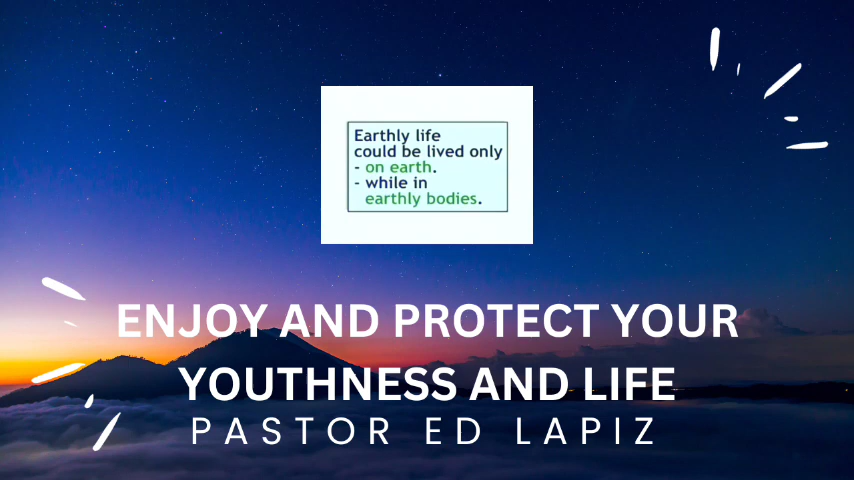 Earthly life
could be lived only
- on earth.
- while in
earthly bodies.
ENJOY AND PROTECT YOUR
YOUTHNESS AND LIFE
PASTOR ED LAPIZ